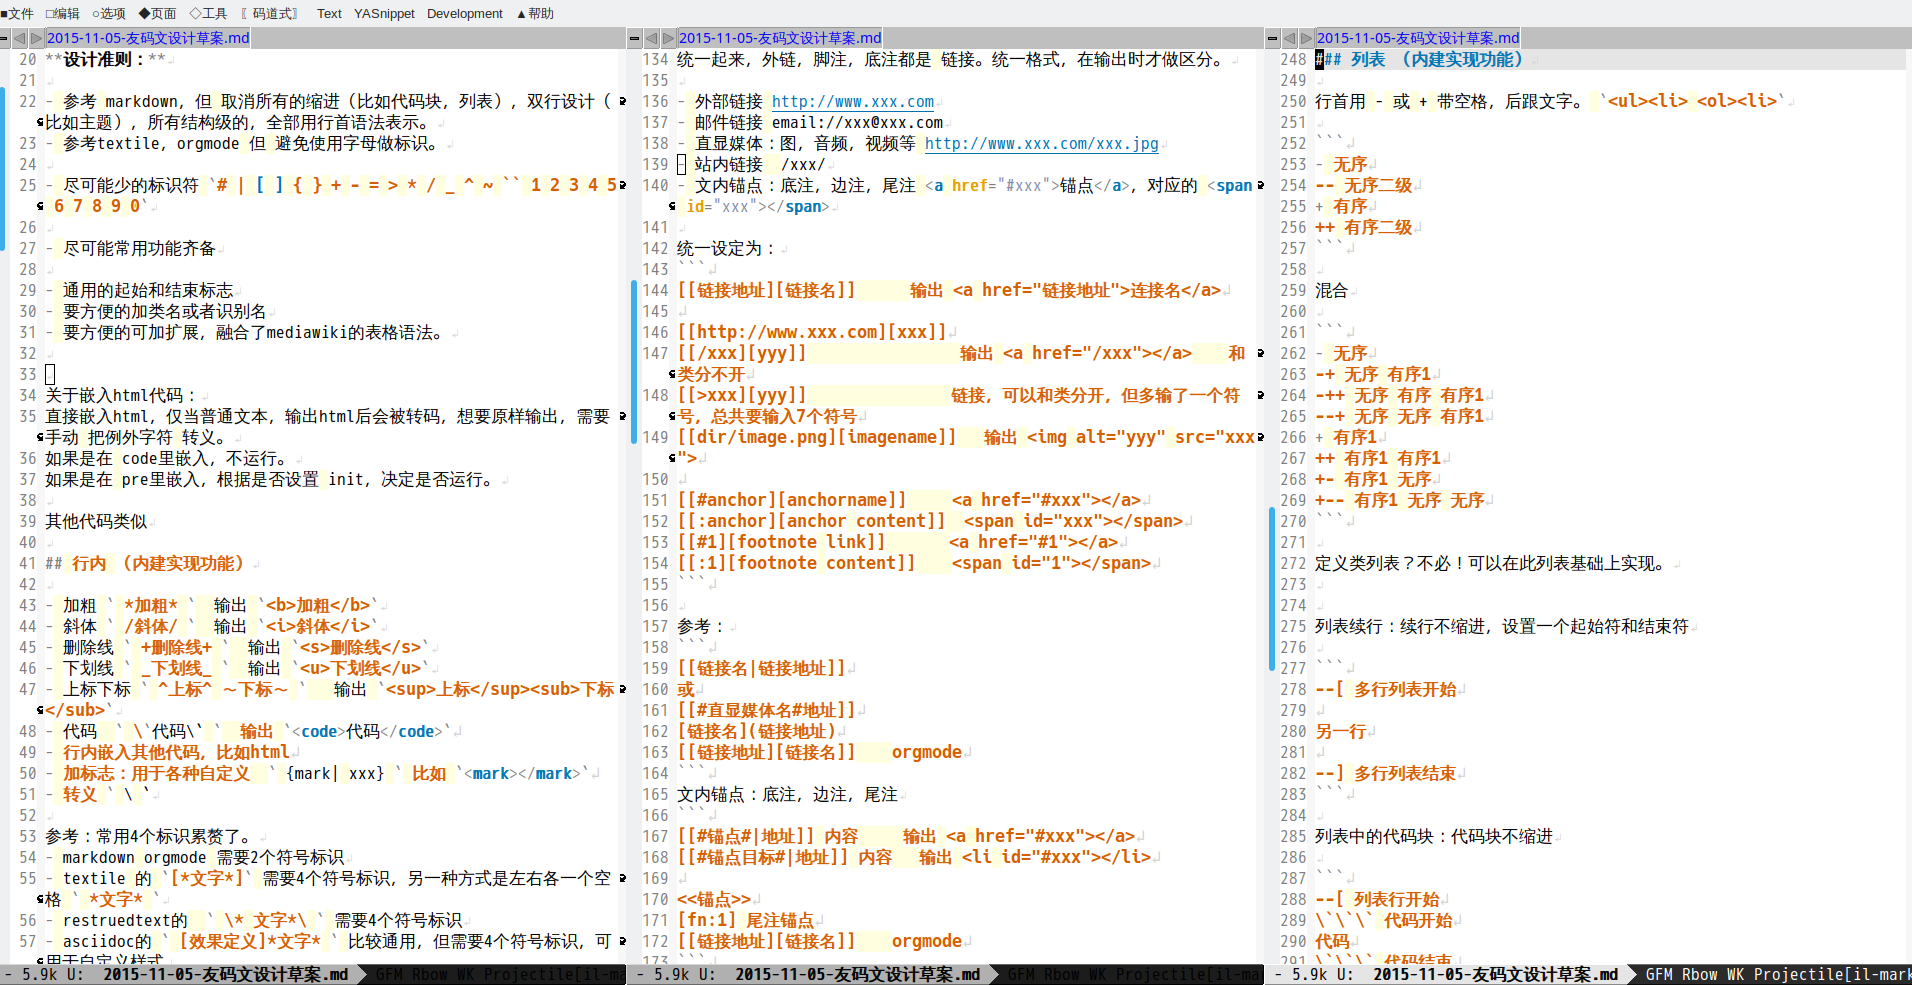 ■文件 □编辑 ○选项 ◆页面 ◇工具 〖码道式〗 Text YASnippet Development ▲帮助
2015-11-05-友码文设计草案.md
20 **设计准则：**
21
22 - 参考 markdown，但 取消所有的缩进（比如代码块，列表），双行设计（
比如主题），所有结构级的，全部用行首语法表示。
23 - 参考textile，orgmode 但 避免使用字母做标识。
24
25 - 尽可能少的标识符 `# | [ ] { } + - = > * / _ ^ ~ `` 1 2 3 4 5
6 7 8 9 0`
26
27 - 尽可能常用功能齐备
28
29 - 通用的起始和结束标志
30 - 要方便的加类名或者识别名
31 - 要方便的可加扩展，融合了mediawiki的表格语法。
32
33
34 关于嵌入html代码：
35 直接嵌入html，仅当普通文本，输出html后会被转码，想要原样输出，需要
手动 把例外字符 转义。
36 如果是在 code里嵌入，不运行。
37 如果是在 pre里嵌入，根据是否设置 init，决定是否运行。
38
39 其他代码类似
40
41 ## 行内 （内建实现功能）
42
43 - 加粗 ` *加粗* `  输出 `<b>加粗</b>`
44 - 斜体 ` /斜体/ `  输出 `<i>斜体</i>`
45 - 删除线 ` +删除线+ `  输出 `<s>删除线</s>`
46 - 下划线 ` _下划线_ `  输出 `<u>下划线</u>`
47 - 上标下标 ` ^上标^ ～下标～ `  输出 `<sup>上标</sup><sub>下标
</sub>`
48 - 代码  ` \`代码\` `  输出 `<code>代码</code>`
49 - 行内嵌入其他代码，比如html
50 - 加标志：用于各种自定义  ` {mark| xxx} ` 比如 `<mark></mark>`
51 - 转义 ` \ `
52
53 参考：常用4个标识累赘了。
54 - markdown orgmode 需要2个符号标识
55 - textile 的 `[*文字*]` 需要4个符号标识，另一种方式是左右各一个空
格 ` *文字* `
56 - restruedtext的  ` \* 文字*\ ` 需要4个符号标识
57 - asciidoc的 ` [效果定义]*文字* ` 比较通用，但需要4个符号标识，可
用于自定义样式
- 5.9k U: 2015-11-05-友码文设计草案.md GFM Rbow WK Projectile[il-ma
2015-11-05-友码文设计草案.md
134 统一起来，外链，脚注，底注都是 链接。统一格式，在输出时才做区分。
135
136 - 外部链接 http://www.xxx.com
137 - 邮件链接 email://xxx@xxx.com
138 - 直显媒体：图，音频，视频等 http://www.xxx.com/xxx.jpg
139 - 站内链接  /xxx/
140 - 文内锚点：底注，边注，尾注 <a href="#xxx">锚点</a>，对应的 <span
id="xxx"></span>
141
142 统一设定为：
143 ```
144 [[链接地址][链接名]]      输出 <a href="链接地址">连接名</a>
145
146 [[http://www.xxx.com][xxx]]
147 [[/xxx][yyy]]                 输出 <a href="/xxx"></a>    和
类分不开
148 [[>xxx][yyy]]                链接，可以和类分开，但多输了一个符
号，总共要输入7个符号
149 [[dir/image.png][imagename]]   输出 <img alt="yyy" src="xxx
">
150
151 [[#anchor][anchorname]]     <a href="#xxx"></a>
152 [[:anchor][anchor content]]  <span id="xxx"></span>
153 [[#1][footnote link]]       <a href="#1"></a>
154 [[:1][footnote content]]    <span id="1"></span>
155 ```
156
157 参考：
158 ```
159 [[链接名|链接地址]]
160 或
161 [[#直显媒体名#地址]]
162 [链接名](链接地址)
163 [[链接地址][链接名]]    orgmode
164 ```
165 文内锚点：底注，边注，尾注
166 ```
167 [[#锚点#|地址]] 内容     输出 <a href="#xxx"></a>
168 [[#锚点目标#|地址]] 内容   输出 <li id="#xxx"></li>
169
170 <<锚点>>
171 [fn:1] 尾注锚点
172 [[链接地址][链接名]]    orgmode
173 ```
- 5.9k U: 2015-11-05-友码文设计草案.md GFM Rbow WK Projectile[il-mar
2015-11-05-友码文设计草案.md
248 ### 列表 （内建实现功能）
249
250 行首用 - 或 + 带空格，后跟文字。 `<ul><li> <ol><li>`
251
252 ```
253 - 无序
254 -- 无序二级
255 + 有序
256 ++ 有序二级
257 ```
258
259 混合
260
261 ```
262 - 无序
263 -+ 无序 有序1
264 -++ 无序 有序 有序1
265 --+ 无序 无序 有序1
266 + 有序1
267 ++ 有序1 有序1
268 +- 有序1 无序
269 +-- 有序1 无序 无序
270 ```
271
272 定义类列表？不必！可以在此列表基础上实现。
273
274
275 列表续行：续行不缩进，设置一个起始符和结束符
276
277 ```
278 --[ 多行列表开始
279
280 另一行
281
282 --] 多行列表结束
283 ```
284
285 列表中的代码块：代码块不缩进
286
287 ```
288 --[ 列表行开始
289 \`\`\` 代码开始
290 代码
291 \`\`\` 代码结束
- 5.9k U: 2015-11-05-友码文设计草案.md GFM Rbow WK Projectile[il-mark